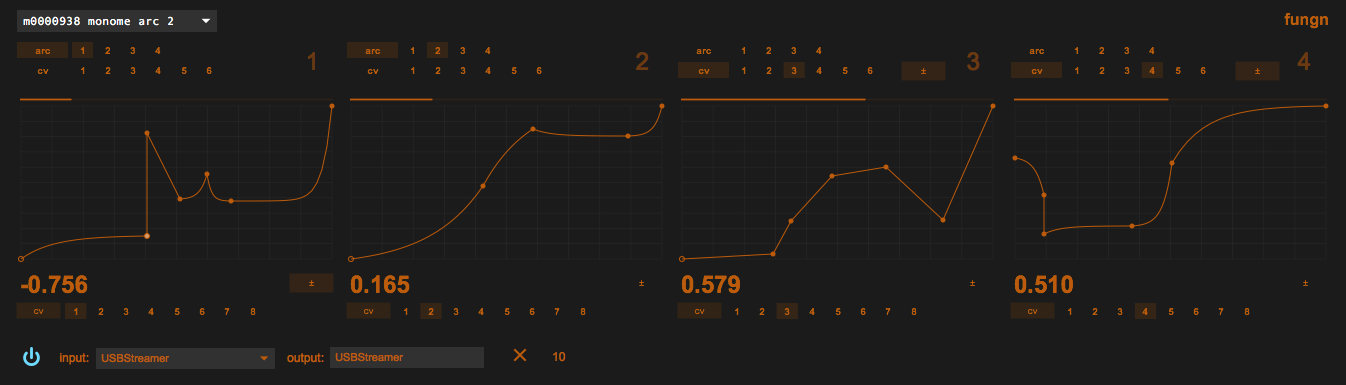 m0000938 monome arc 2
fungn
arc 1 2 3 4
cv 1 2 3 4 5 6
1
arc 1 2 3 4
cv 1 2 3 4 5 6
2
arc 1 2 3 4
cv 1 2 3 4 5 6 ±
3
arc 1 2 3 4
cv 1 2 3 4 5 6 ±
4
-0.756 ±
cv 1 2 3 4 5 6 7 8
0.165 ±
cv 1 2 3 4 5 6 7 8
0.579 ±
cv 1 2 3 4 5 6 7 8
0.510 ±
cv 1 2 3 4 5 6 7 8
input: USBStreamer output: USBStreamer 10